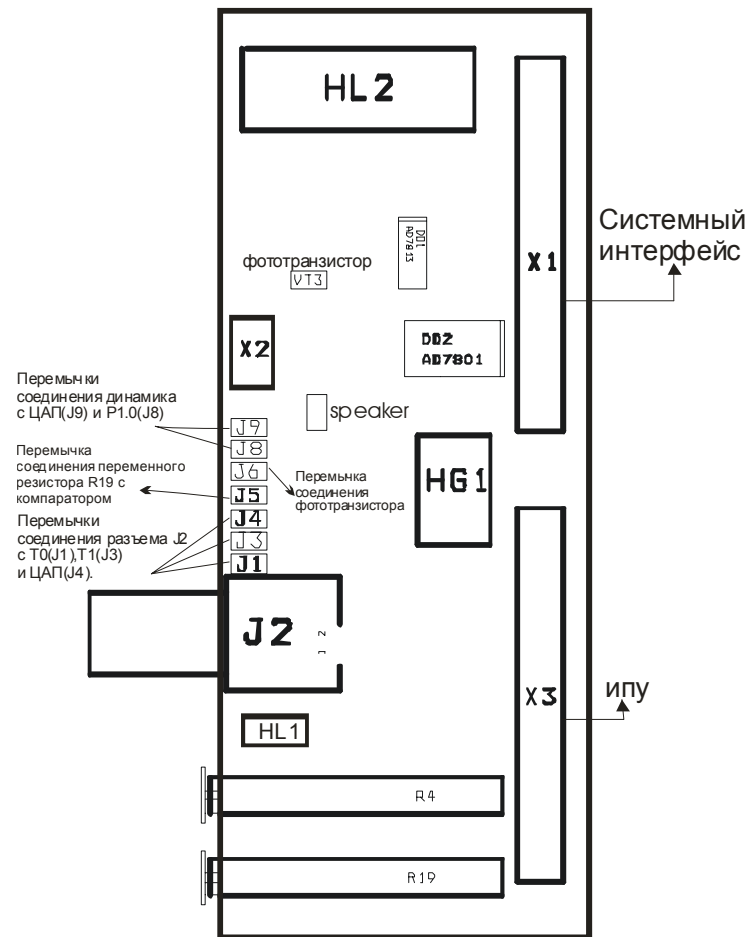 HL2
Системный
интерфейс
DD1
AD7813
X1
фототранзистор
VT3
X2
DD2
AD7801
Перемычки
соединения динамика
с ЦАП(J9) и P1.0(J8)
speaker
J9
J8
J6
J5
J4
J3
J1
Перемычка
соединения переменного
резистора R19 с
компаратором
Перемычка
соединения
фототранзистора
HG1
Перемычки
соединения разъема J2
с T0(J1),T1(J3)
и ЦАП(J4).
J2
2
1
X3
ипу
HL1
R4
R19